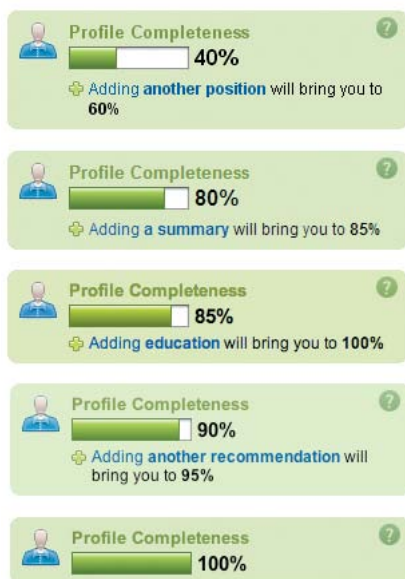 Profile Completeness ?
40%
Adding another position will bring you to
60%
Profile Completeness ?
80%
Adding a summary will bring you to 85%
Profile Completeness ?
85%
Adding education will bring you to 100%
Profile Completeness ?
90%
Adding another recommendation will
bring you to 95%
Profile Completeness ?
100%